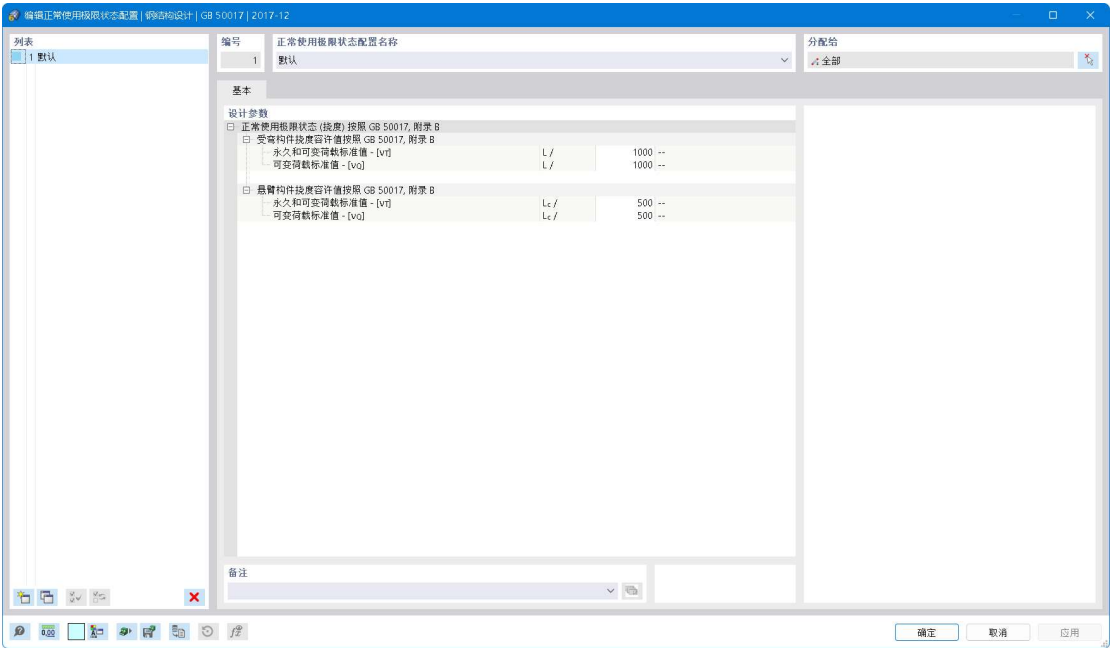 编辑正常使用极限状态配置 | 钢结构设计 | GB 50017 | 2017-12
列表
1 默认
编号
1
正常使用极限状态配置名称
默认
分配给
全部
基本
设计参数
正常使用极限状态 (挠度) 按照 GB 50017, 附录 B
受弯构件挠度容许值按照 GB 50017, 附录 B
永久和可变荷载标准值 - [vT] L / 1000 --
可变荷载标准值 - [vQ] L / 1000 --
悬臂构件挠度容许值按照 GB 50017, 附录 B
永久和可变荷载标准值 - [vT] Lc / 500 --
可变荷载标准值 - [vQ] Lc / 500 --
备注
0,00
确定
取消
应用